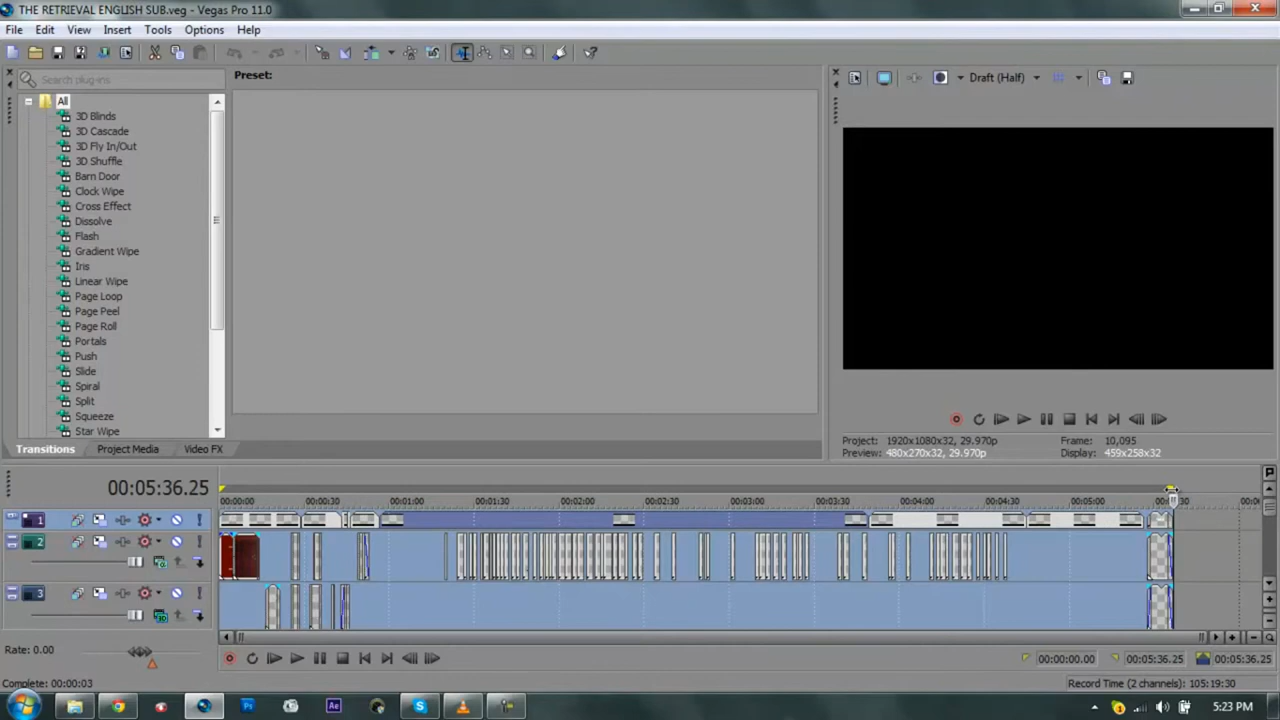 THE RETRIEVAL ENGLISH SUB.veg - Vegas Pro 11.0
File Edit View Insert Tools Options Help
Search plug-ins
Preset:
Draft (Half)
All
3D Blinds
3D Cascade
3D Fly In/Out
3D Shuffle
Barn Door
Clock Wipe
Cross Effect
Dissolve
Flash
Gradient Wipe
Iris
Linear Wipe
Page Loop
Page Peel
Page Roll
Portals
Push
Slide
Spiral
Split
Squeeze
Star Wipe
Transitions Project Media Video FX
Project: 1920x1080x32, 29.970p Frame: 10,095
Preview: 480x270x32, 29.970p Display: 459x258x32
00:05:36.25
00:00:00 00:00:30 00:01:00 00:01:30 00:02:00 00:02:30 00:03:00 00:03:30 00:04:00 00:04:30 00:05:00
1
2
3
Rate: 0.00
00:00:00.00 00:05:36.25 00:05:36.25
Complete: 00:00:03 Record Time (2 channels): 105:19:30
Ps Ae 5:23 PM